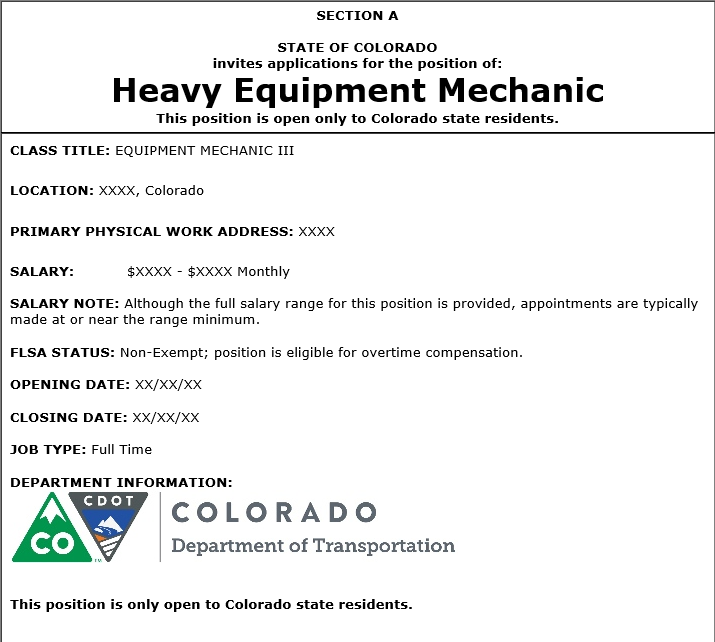 SECTION A
STATE OF COLORADO
invites applications for the position of:
Heavy Equipment Mechanic
This position is open only to Colorado state residents.
CLASS TITLE: EQUIPMENT MECHANIC III
LOCATION: XXXX, Colorado
PRIMARY PHYSICAL WORK ADDRESS: XXXX
SALARY: $XXXX - $XXXX Monthly
SALARY NOTE: Although the full salary range for this position is provided, appointments are typically
made at or near the range minimum.
FLSA STATUS: Non-Exempt; position is eligible for overtime compensation.
OPENING DATE: XX/XX/XX
CLOSING DATE: XX/XX/XX
JOB TYPE: Full Time
DEPARTMENT INFORMATION:
CO
CDOT
TM
COLORADO
Department of Transportation
This position is only open to Colorado state residents.